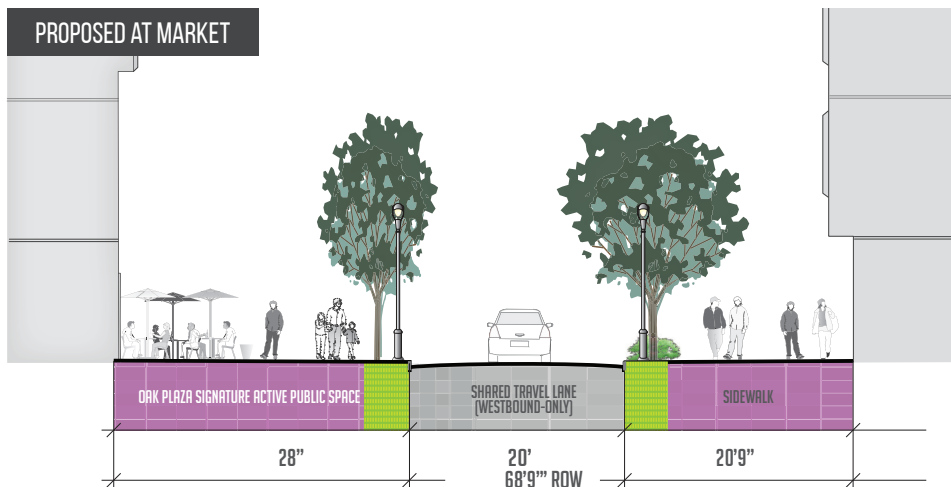 PROPOSED AT MARKET
OAK PLAZA SIGNATURE ACTIVE PUBLIC SPACE
SHARED TRAVEL LANE
(WESTBOUND-ONLY)
SIDEWALK
28”
20’
20’9”
68’9”’ ROW